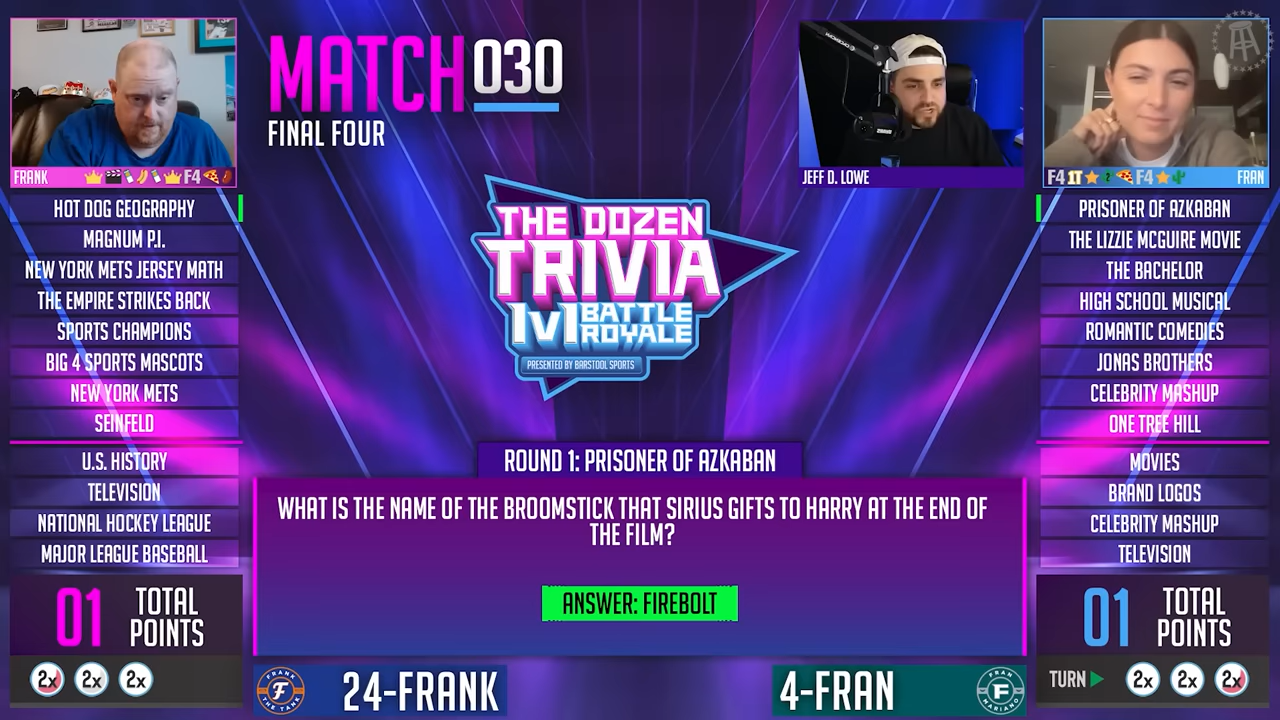 MATCH 030
FINAL FOUR
FRANK
F4
JEFF D. LOWE
F4 1T
F4
FRAN
HOT DOG GEOGRAPHY
MAGNUM P.I.
NEW YORK METS JERSEY MATH
THE EMPIRE STRIKES BACK
SPORTS CHAMPIONS
BIG 4 SPORTS MASCOTS
NEW YORK METS
SEINFELD
U.S. HISTORY
TELEVISION
NATIONAL HOCKEY LEAGUE
MAJOR LEAGUE BASEBALL
01 TOTAL POINTS
2x 2x 2x
THE DOZEN
TRIVIA
1V1 BATTLE
ROYALE
PRESENTED BY BARSTOOL SPORTS
ROUND 1: PRISONER OF AZKABAN
WHAT IS THE NAME OF THE BROOMSTICK THAT SIRIUS GIFTS TO HARRY AT THE END OF
THE FILM?
ANSWER: FIREBOLT
FRANK
F
THE TANK
24-FRANK
4-FRAN
FRAN
F
MARIANO
PRISONER OF AZKABAN
THE LIZZIE MCGUIRE MOVIE
THE BACHELOR
HIGH SCHOOL MUSICAL
ROMANTIC COMEDIES
JONAS BROTHERS
CELEBRITY MASHUP
ONE TREE HILL
MOVIES
BRAND LOGOS
CELEBRITY MASHUP
TELEVISION
01 TOTAL POINTS
TURN 2x 2x 2x